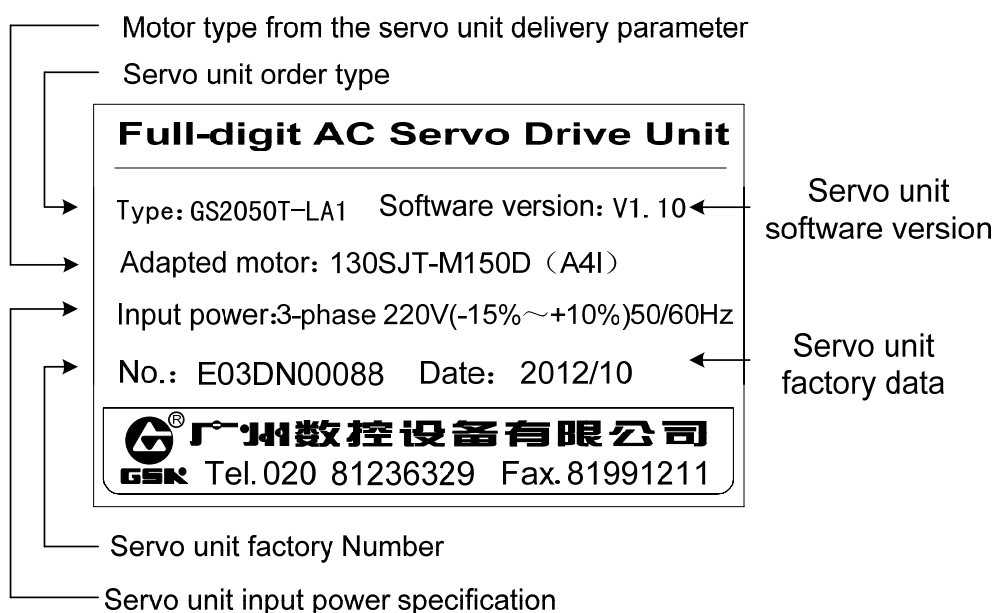 Motor type from the servo unit delivery parameter
Servo unit order type
Full-digit AC Servo Drive Unit
Type: GS2050T-LA1 Software version: V1.10
Servo unit
software version
Adapted motor: 130SJT-M150D（A4I）
Input power:3-phase 220V(-15%～+10%)50/60Hz
No.: E03DN00088 Date: 2012/10
Servo unit
factory data
® 广州数控设备有限公司
GSK Tel.020 81236329 Fax.81991211
Servo unit factory Number
Servo unit input power specification